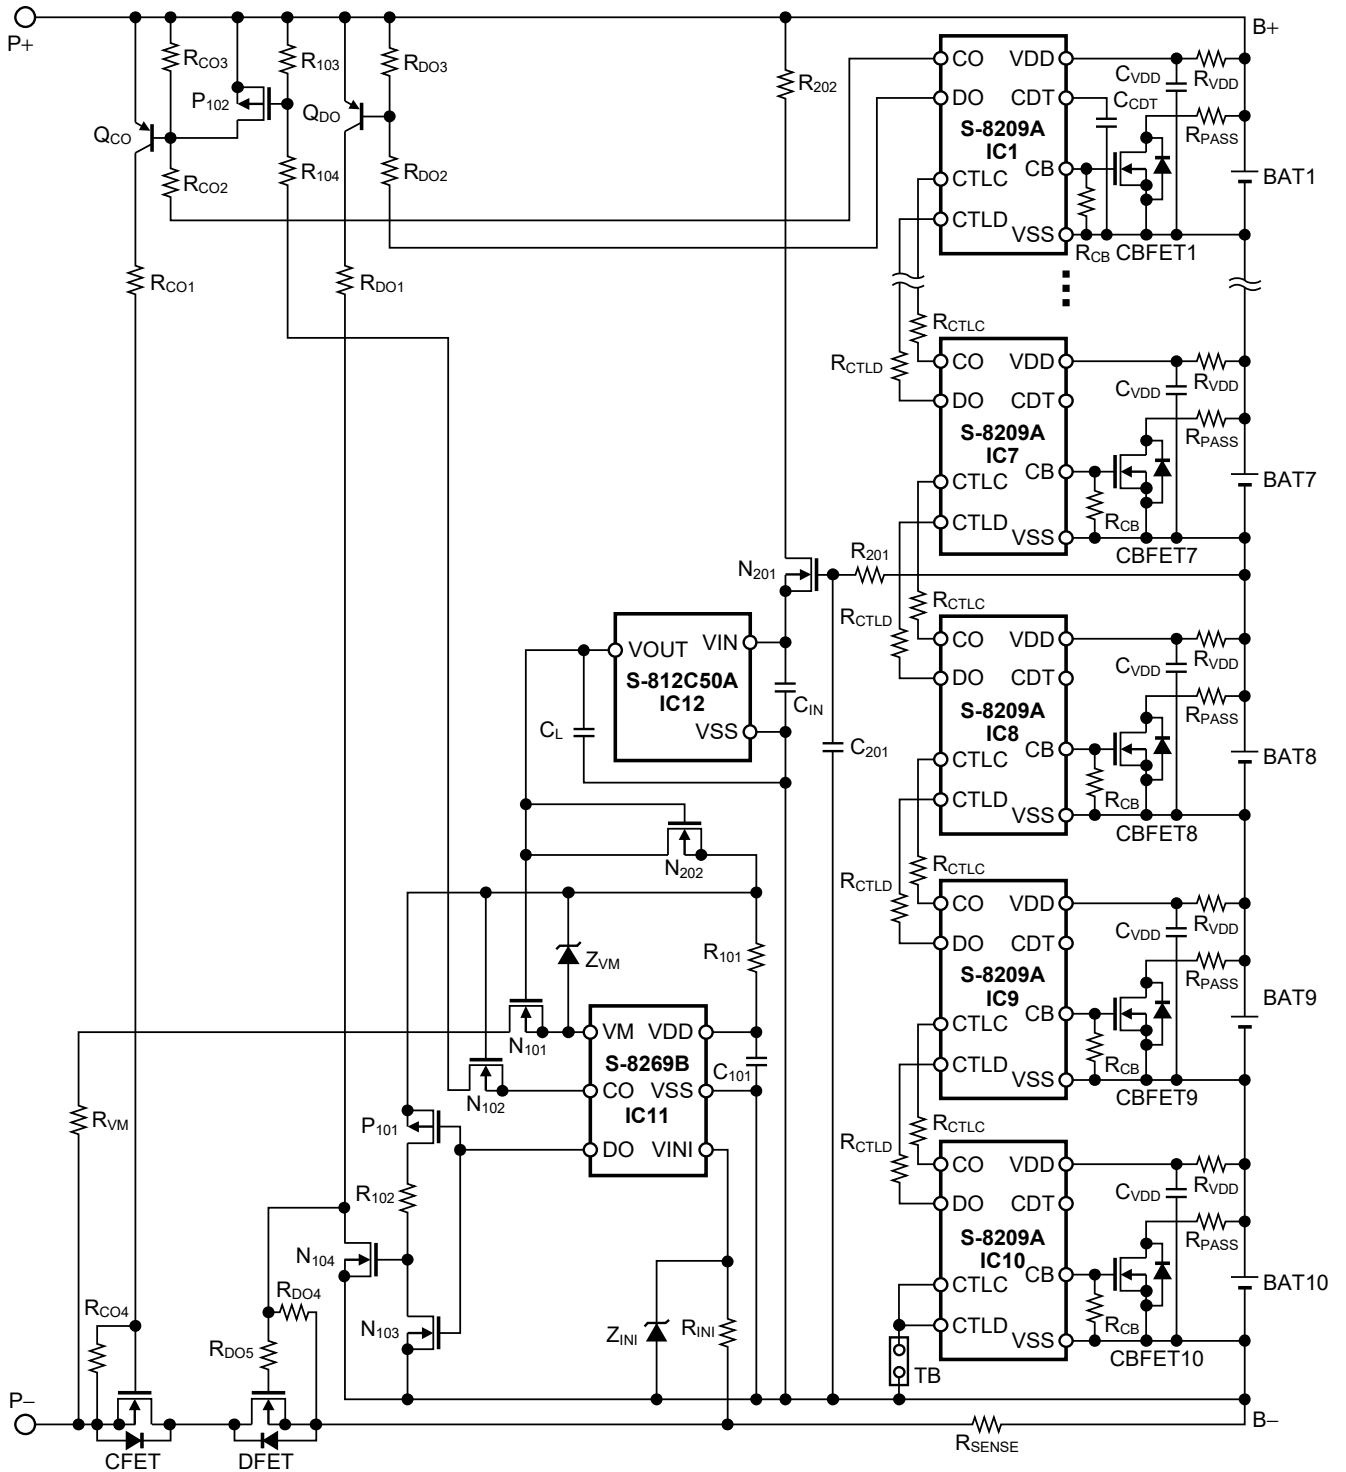 P+
B+
RCO3
R103
P102
QDO
RDO3
QCO
RCO2
R104
RDO2
RCO1
RDO1
R202
CO
VDD
DO
CDT
S-8209A
IC1
CB
CTLC
CTLD
VSS
CVDD
RVDD
CCDT
RPASS
BAT1
RCB
CBFET1
RCTLC
RCTLD
CO
VDD
DO
CDT
S-8209A
IC7
CB
CTLC
CTLD
VSS
CVDD
RVDD
RPASS
BAT7
RCB
CBFET7
N201
R201
RCTLC
RCTLD
VOUT
VIN
S-812C50A
IC12
VSS
CL
CIN
C201
CO
VDD
DO
CDT
S-8209A
IC8
CB
CTLC
CTLD
VSS
CVDD
RVDD
RPASS
BAT8
RCB
CBFET8
N202
RCTLC
RCTLD
ZVM
R101
CO
VDD
DO
CDT
S-8209A
IC9
CB
CTLC
CTLD
VSS
CVDD
RVDD
RPASS
BAT9
RCB
CBFET9
N101
VM
VDD
S-8269B
CO
VSS
IC11
DO
VINI
C101
N102
RVM
P101
R102
RCTLC
RCTLD
CO
VDD
DO
CDT
S-8209A
IC10
CB
CTLC
CTLD
VSS
CVDD
RVDD
RPASS
BAT10
RCB
CBFET10
N104
RCO4
RDO4
N103
RDO5
ZINI
RINI
TB
P−
B−
CFET
DFET
RSENSE